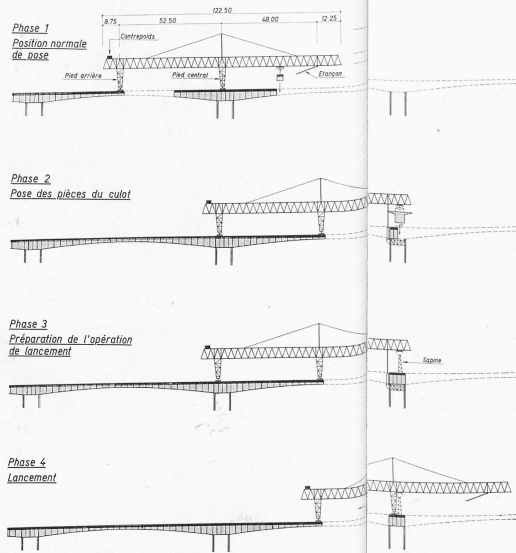 122.50
8.75 52.50 49.00 12.25
Phase 1
Position normale
de pose
Contrepoids
Pied arrière
Pied central
Etançon
Phase 2
Pose des pièces du culot
Phase 3
Préparation de l'opération
de lancement
Sapine
Phase 4
Lancement